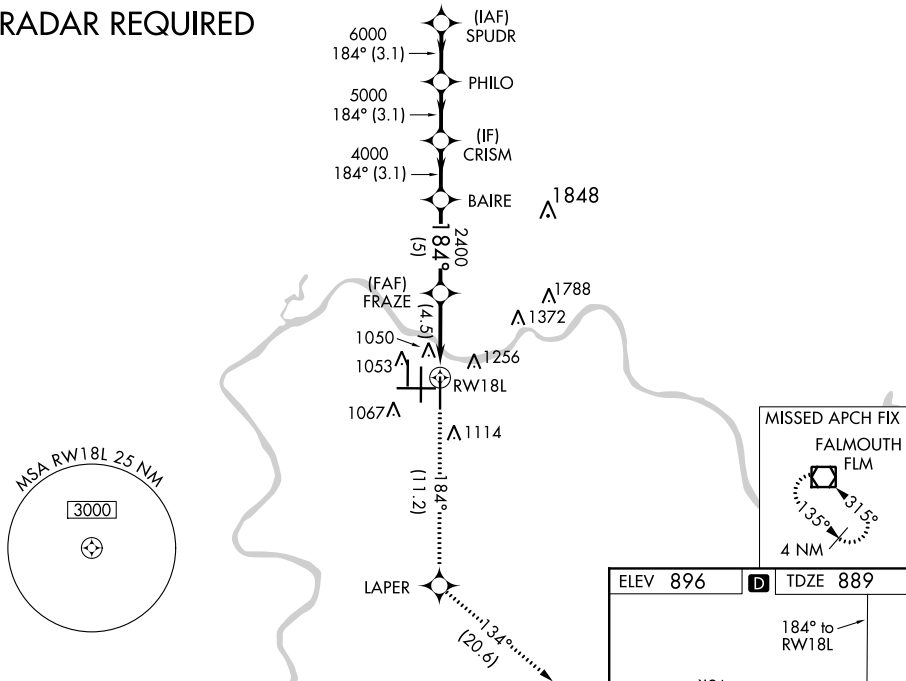 RADAR REQUIRED
(IAF)
SPUDR
6000
184° (3.1)
PHILO
5000
184° (3.1)
(IF)
CRISM
4000
184° (3.1)
BAIRE
1848
2400
184°
(5)
(FAF)
FRAZE
(4.5)
1788
1372
1050
1053
1256
RW18L
1067
1114
184°
(11.2)
MISSED APCH FIX
FALMOUTH
FLM
315°
135°
4 NM
MSA RW18L 25 NM
3000
LAPER
134°
(20.6)
ELEV 896 D TDZE 889
184° to
RW18L